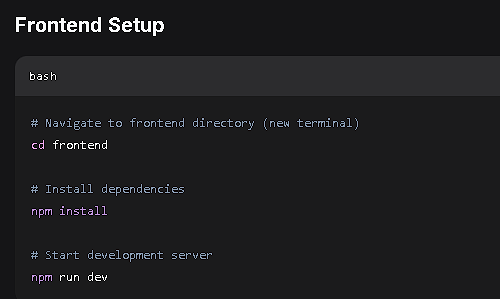 Frontend Setup
bash
# Navigate to frontend directory (new terminal)
cd frontend
# Install dependencies
npm install
# Start development server
npm run dev